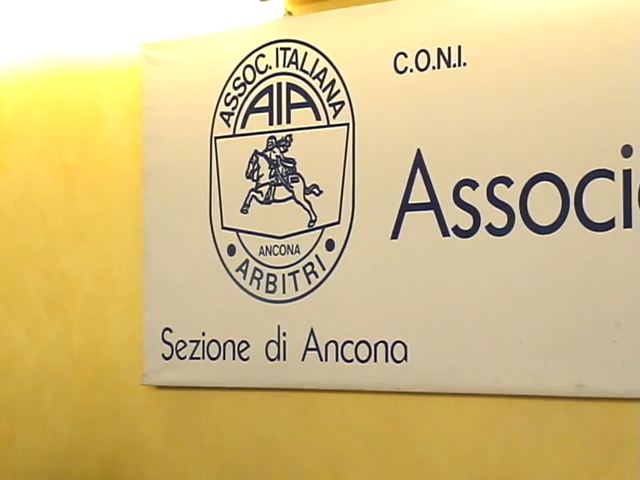 C.O.N.I.
ASSOC. ITALIANA
AIA
ANCONA
ARBITRI
Associ
Sezione di Ancona